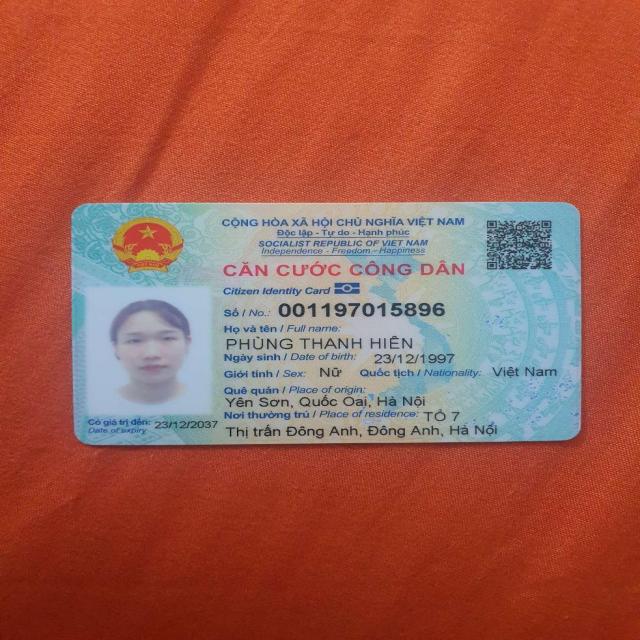 CỘNG HÒA XÃ HỘI CHỦ NGHĨA VIỆT NAM
Độc lập - Tự do - Hạnh phúc
SOCIALIST REPUBLIC OF VIET NAM
Independence - Freedom - Happiness
CĂN CƯỚC CÔNG DÂN
Citizen Identity Card
Số / No.: 001197015896
Họ và tên / Full name:
PHÙNG THANH HIÊN
Ngày sinh / Date of birth: 23/12/1997
Giới tính / Sex: Nữ Quốc tịch / Nationality: Việt Nam
Quê quán / Place of origin:
Yên Sơn, Quốc Oai, Hà Nội
Nơi thường trú / Place of residence: TỔ 7
Thị trấn Đông Anh, Đông Anh, Hà Nội
Có giá trị đến: 23/12/2037
Date of expiry